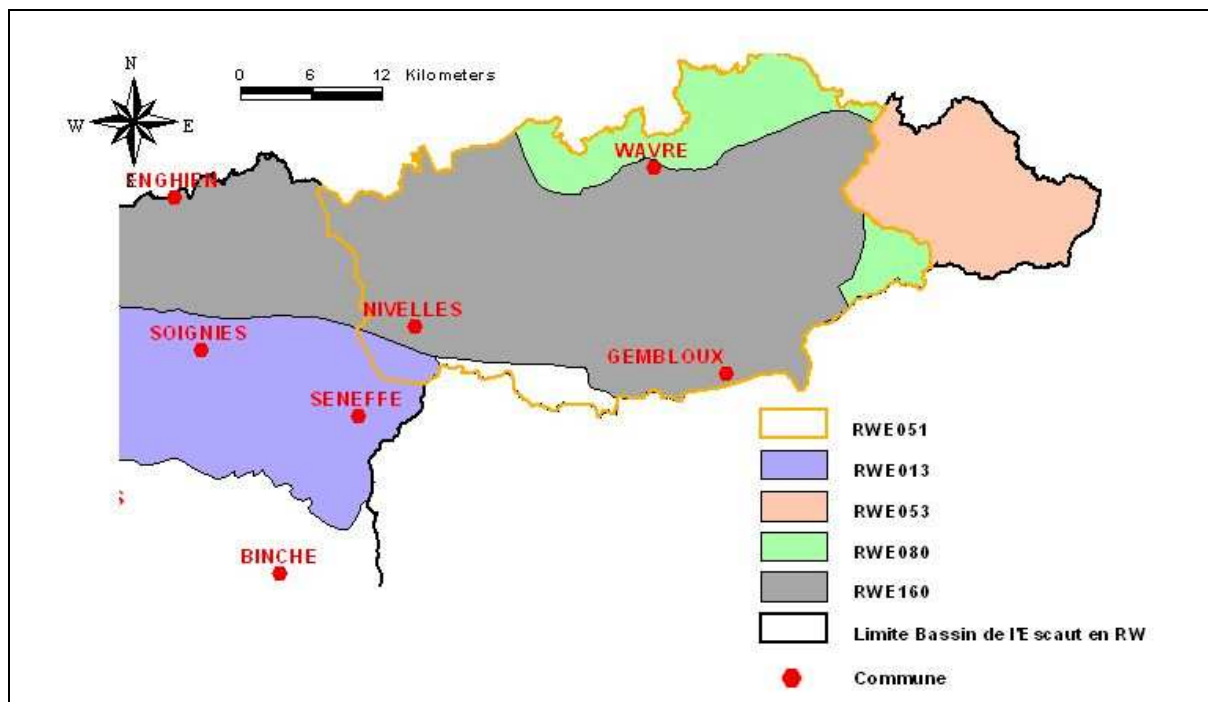 N
W E
S
0 6 12 Kilometers
WAVRE
ENGHIEN
NIVELLES
SOIGNIES
GEMBLOUX
SENEFFE
S
BINCHE
RWE051
RWE013
RWE053
RWE080
RWE160
Limite Bassin de l'Escaut en RW
Commune